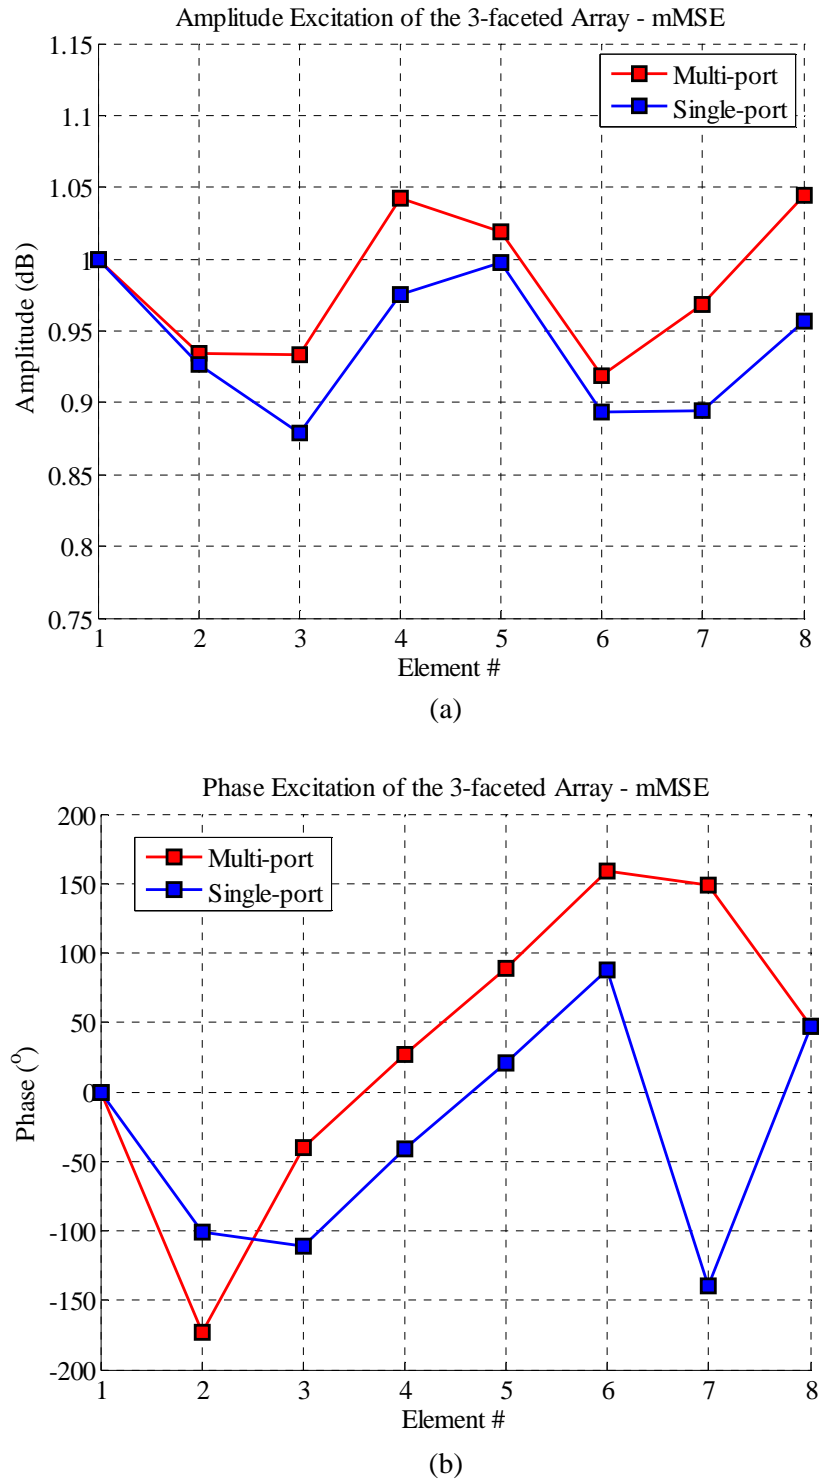 Amplitude Excitation of the 3-faceted Array - mMSE
1.15
1.1
1.05
1
0.95
0.9
0.85
0.8
0.75
Amplitude (dB)
Multi-port
Single-port
1 2 3 4 5 6 7 8
Element #
(a)
Phase Excitation of the 3-faceted Array - mMSE
200
150
100
50
0
-50
-100
-150
-200
Phase (o)
Multi-port
Single-port
1 2 3 4 5 6 7 8
Element #
(b)